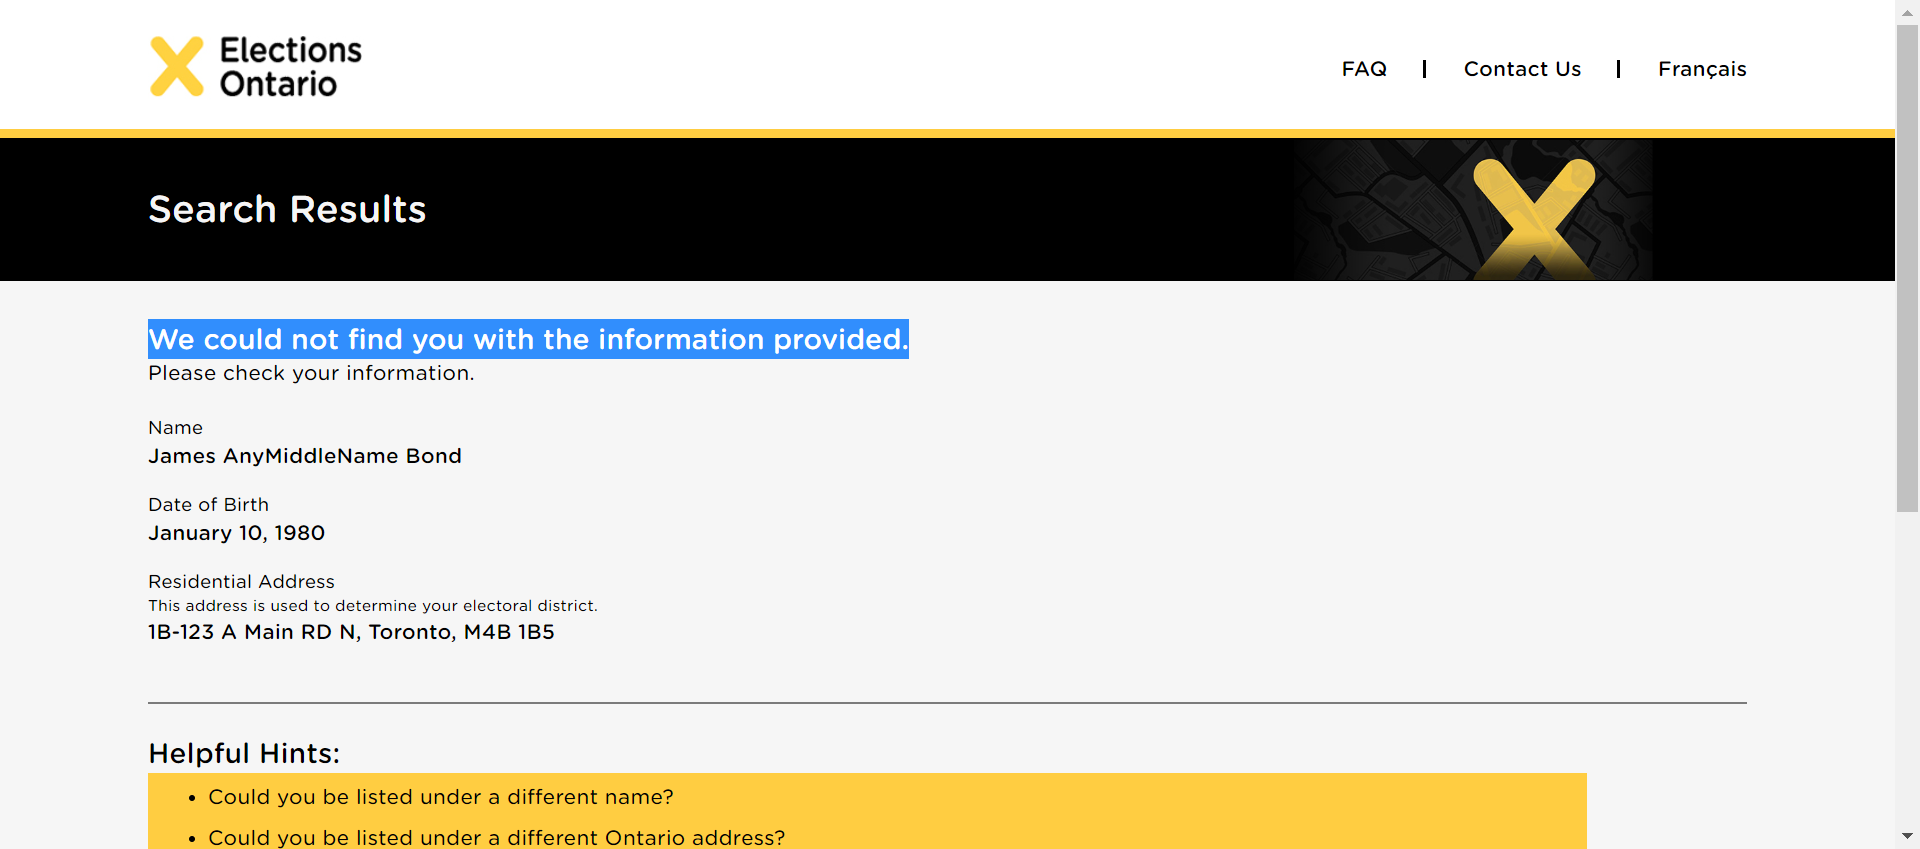 Elections
Ontario
FAQ | Contact Us | Français
Search Results
We could not find you with the information provided.
Please check your information.
Name
James AnyMiddleName Bond
Date of Birth
January 10, 1980
Residential Address
This address is used to determine your electoral district.
1B-123 A Main RD N, Toronto, M4B 1B5
Helpful Hints:
• Could you be listed under a different name?
• Could you be listed under a different Ontario address?